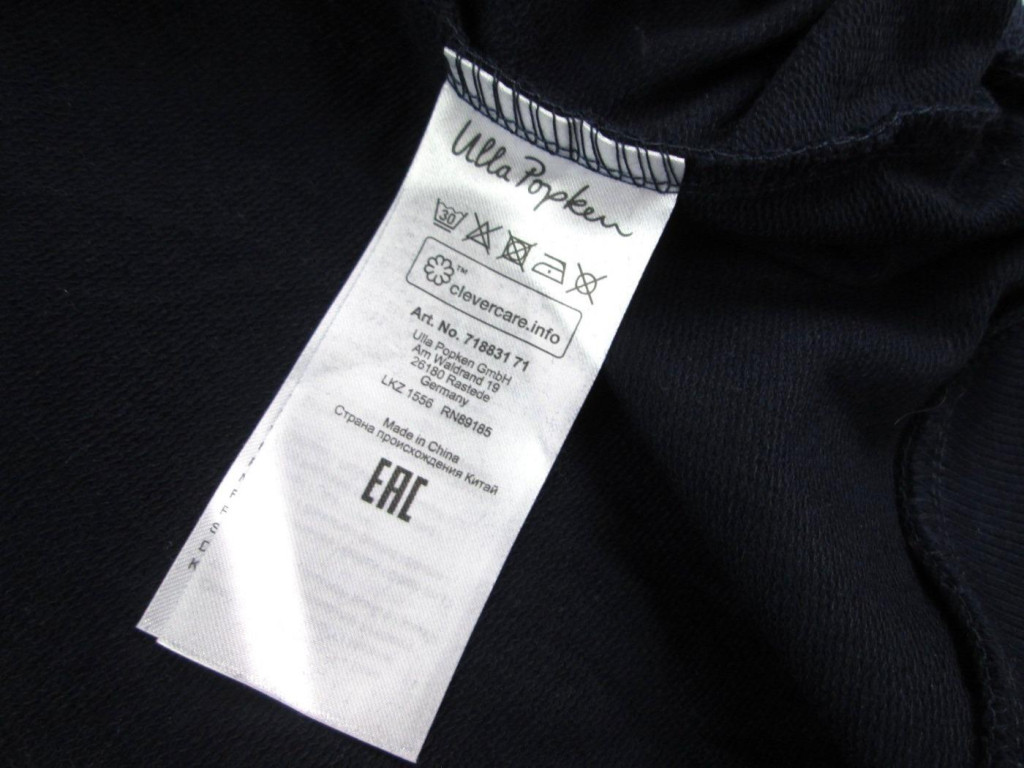 Ulla Popken
30
™
clevercare.info
Art. No. 718831 71
Ulla Popken GmbH
Am Waldrand 19
26180 Rastede
Germany
LKZ 1556 RN89185
Made in China
Страна происхождения Китай
EAC